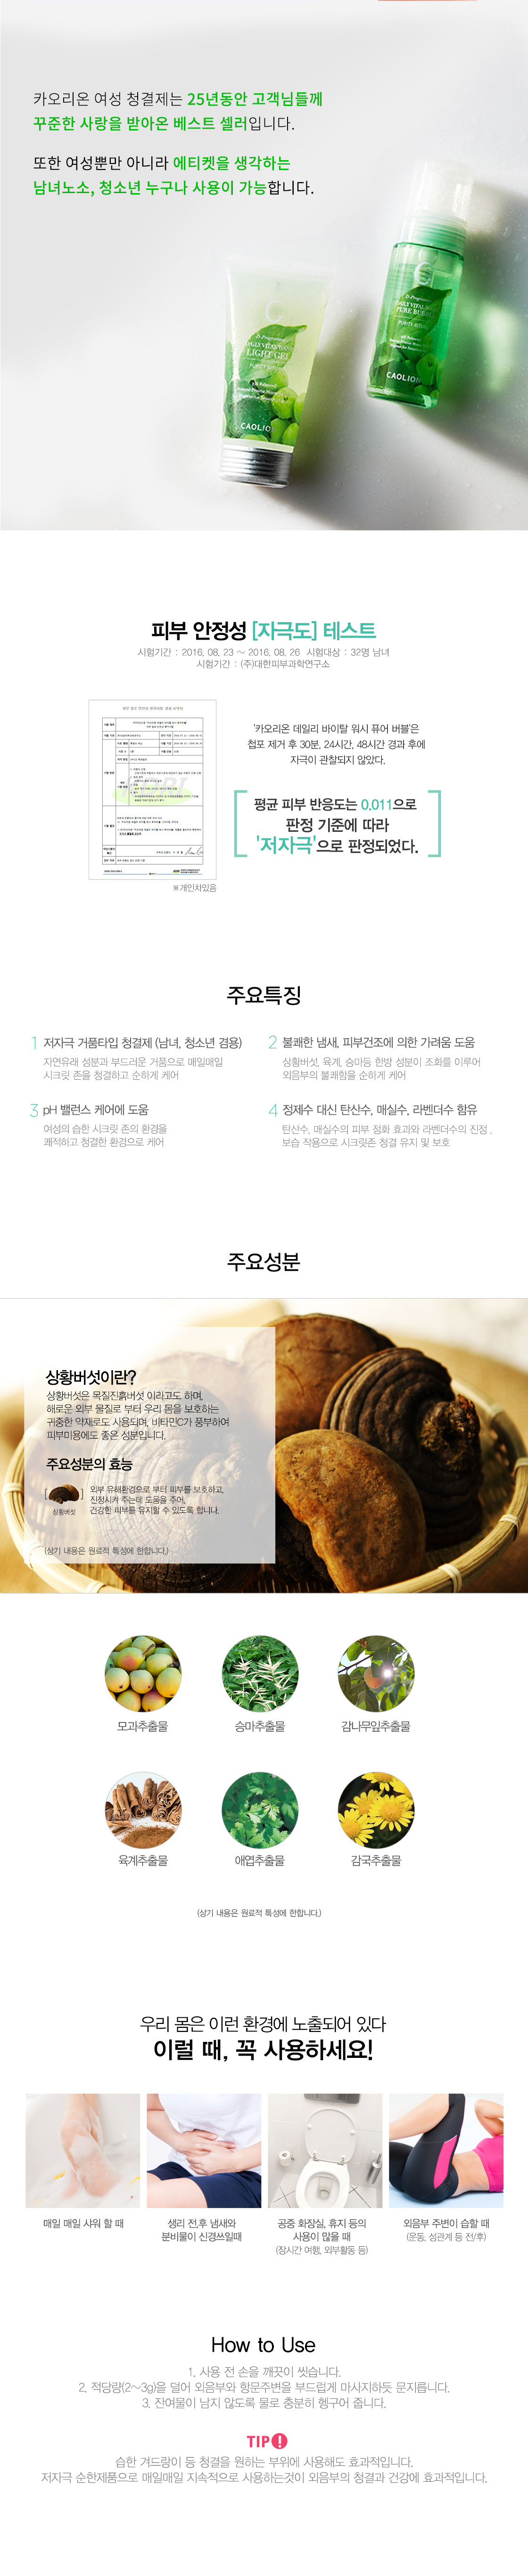 카오리온 여성 청결제는 25년동안 고객님들께
꾸준한 사랑을 받아온 베스트 셀러입니다.
또한 여성뿐만 아니라 에티켓을 생각하는
남녀노소, 청소년 누구나 사용이 가능합니다.
LIGHT GEL
CAOLION
PURE BUBBLE
CAOLION
피부 안정성 [자극도] 테스트
시험기간 : 2016. 08. 23 ~ 2016. 08. 26 시험대상 : 32명 남녀
시험기간 : (주)대한피부과학연구소
'카오리온 데일리 바이탈 워시 퓨어 버블'은
첩포 제거 후 30분, 24시간, 48시간 경과 후에
자극이 관찰되지 않았다.
평균 피부 반응도는 0.011으로
판정 기준에 따라
'저자극'으로 판정되었다.
※개인차있음
주요특징
1 저자극 거품타입 청결제 (남녀, 청소년 겸용)
자연유래 성분과 부드러운 거품으로 매일매일
시크릿 존을 청결하고 순하게 케어
2 불쾌한 냄새, 피부건조에 의한 가려움 도움
상황버섯, 육계, 승마등 한방 성분이 조화를 이루어
외음부의 불쾌함을 순하게 케어
3 pH 밸런스 케어에 도움
여성의 습한 시크릿 존의 환경을
쾌적하고 청결한 환경으로 케어
4 정제수 대신 탄산수, 매실수, 라벤더수 함유
탄산수, 매실수의 피부 정화 효과와 라벤더수의 진정 ,
보습 작용으로 시크릿존 청결 유지 및 보호
주요성분
상황버섯이란?
상황버섯은 목질진흙버섯 이라고도 하며,
해로운 외부 물질로 부터 우리 몸을 보호하는
귀중한 약재로도 사용되며, 비타민C가 풍부하여
피부미용에도 좋은 성분입니다.
주요성분의 효능
[ ]
상황버섯
외부 유해환경으로 부터 피부를 보호하고,
진정시켜 주는데 도움을 주어,
건강한 피부를 유지할 수 있도록 합니다.
(상기 내용은 원료적 특성에 한합니다.)
모과추출물
승마추출물
감나무잎추출물
육계추출물
애엽추출물
감국추출물
(상기 내용은 원료적 특성에 한합니다.)
우리 몸은 이런 환경에 노출되어 있다
이럴 때, 꼭 사용하세요!
매일 매일 샤워 할 때
생리 전,후 냄새와
분비물이 신경쓰일때
공중 화장실, 휴지 등의
사용이 많을 때
(장시간 여행, 외부활동 등)
외음부 주변이 습할 때
(운동, 성관계 등 전/후)
How to Use
1. 사용 전 손을 깨끗이 씻습니다.
2. 적당량(2~3g)을 덜어 외음부와 항문주변을 부드럽게 마사지하듯 문지릅니다.
3. 잔여물이 남지 않도록 물로 충분히 헹구어 줍니다.
TIP!
습한 겨드랑이 등 청결을 원하는 부위에 사용해도 효과적입니다.
저자극 순한제품으로 매일매일 지속적으로 사용하는것이 외음부의 청결과 건강에 효과적입니다.